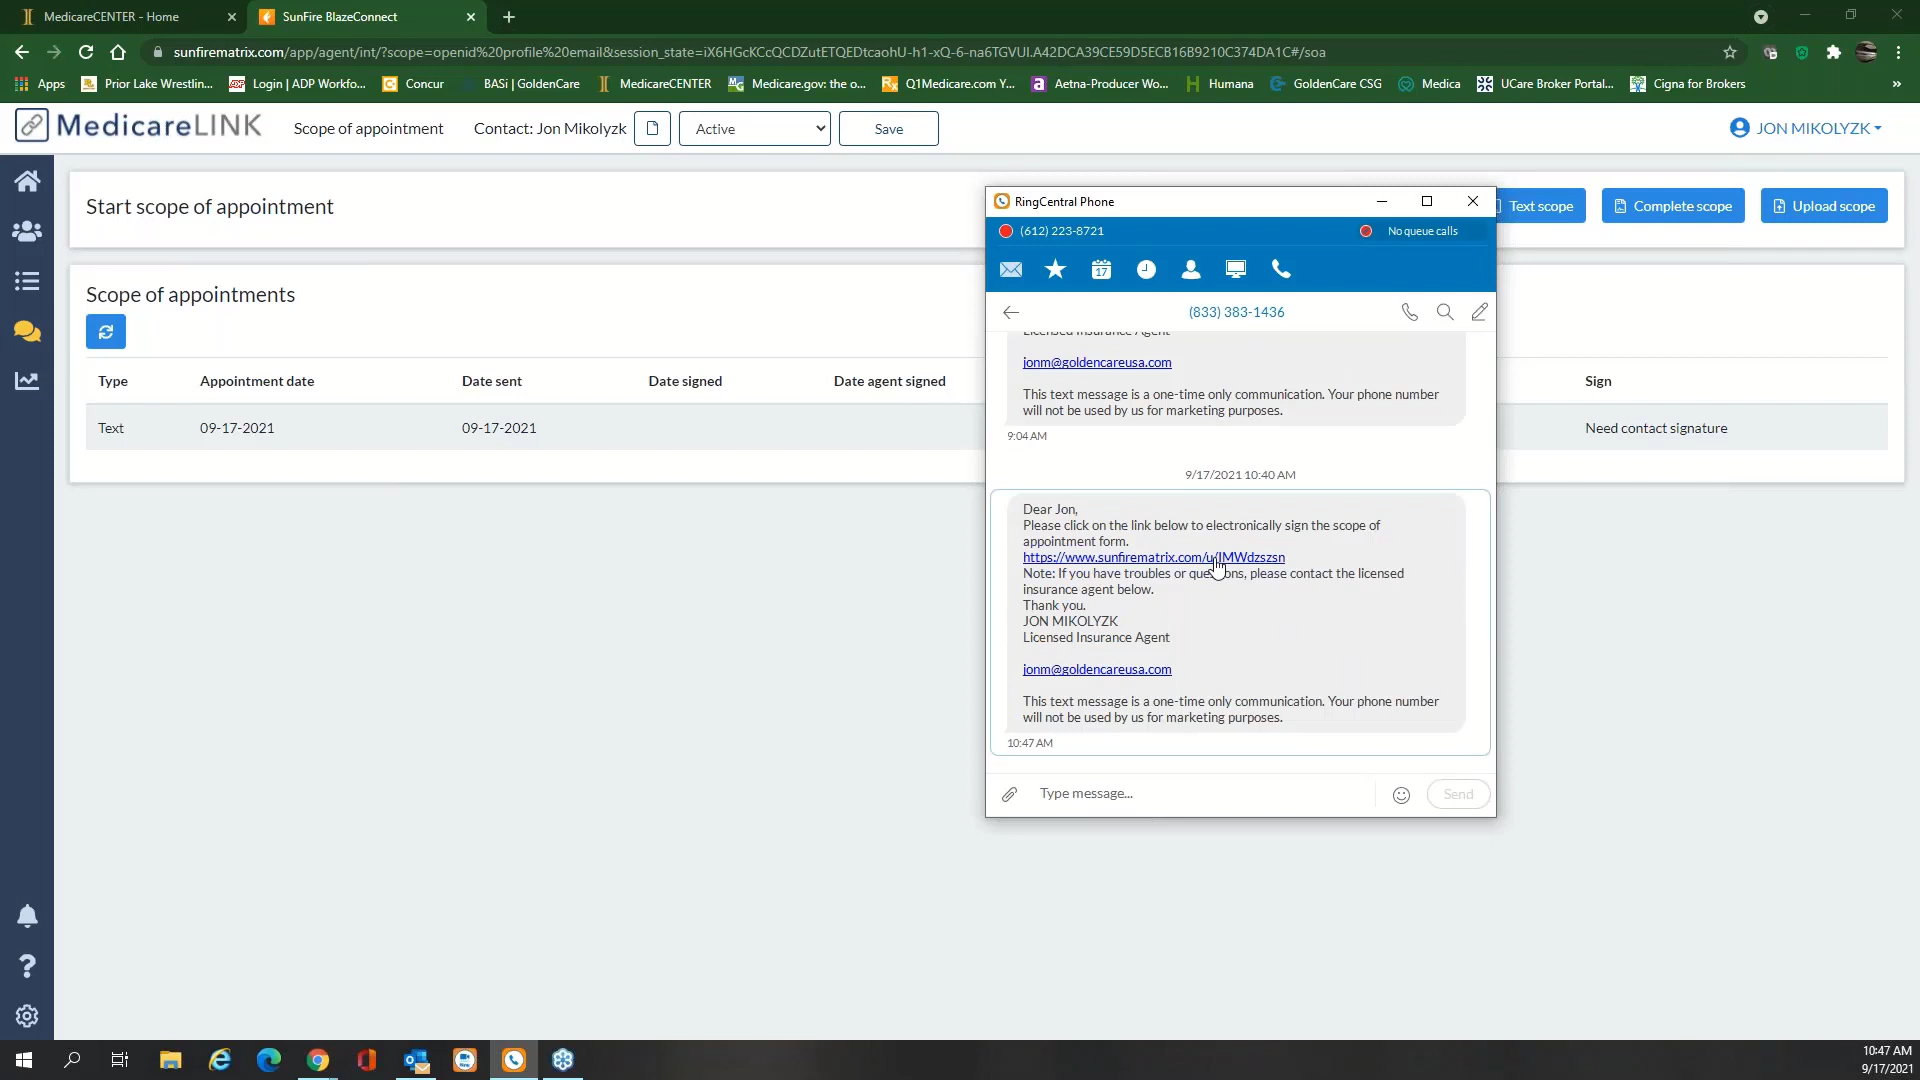 MedicareCENTER - Home
SunFire BlazeConnect
sunfirematrix.com/app/agent/int/?scope=openid%20profile%20email&session_state=iX6HGcKCcQCDZutETQEDtcaohU-h1-xQ-6-na6TGVUI.A42DCA39CE59D5ECB16B9210C374DA1C#/soa
Apps
Prior Lake Wrestlin...
Login | ADP Workfo...
Concur
BASi | GoldenCare
MedicareCENTER
Medicare.gov: the o...
Q1Medicare.com Y...
Aetna-Producer Wo...
Humana
GoldenCare CSG
Medica
UCare Broker Portal...
Cigna for Brokers
»
MedicareLINK
Scope of appointment
Contact: Jon Mikolyzk
Active
Save
JON MIKOLYZK
Start scope of appointment
Text scope
Complete scope
Upload scope
Scope of appointments
Type Appointment date Date sent Date signed Date agent signed Sign
Text 09-17-2021 09-17-2021 Need contact signature
RingCentral Phone
(612) 223-8721
No queue calls
17
(833) 383-1436
Licensed Insurance Agent
jonm@goldencareusa.com
This text message is a one-time only communication. Your phone number
will not be used by us for marketing purposes.
9:04 AM
9/17/2021 10:40 AM
Dear Jon,
Please click on the link below to electronically sign the scope of
appointment form.
Note: If you have troubles or questions, please contact the licensed
insurance agent below.
Thank you.
JON MIKOLYZK
Licensed Insurance Agent
jonm@goldencareusa.com
This text message is a one-time only communication. Your phone number
will not be used by us for marketing purposes.
10:47 AM
Type message...
Send
10:47 AM
9/17/2021